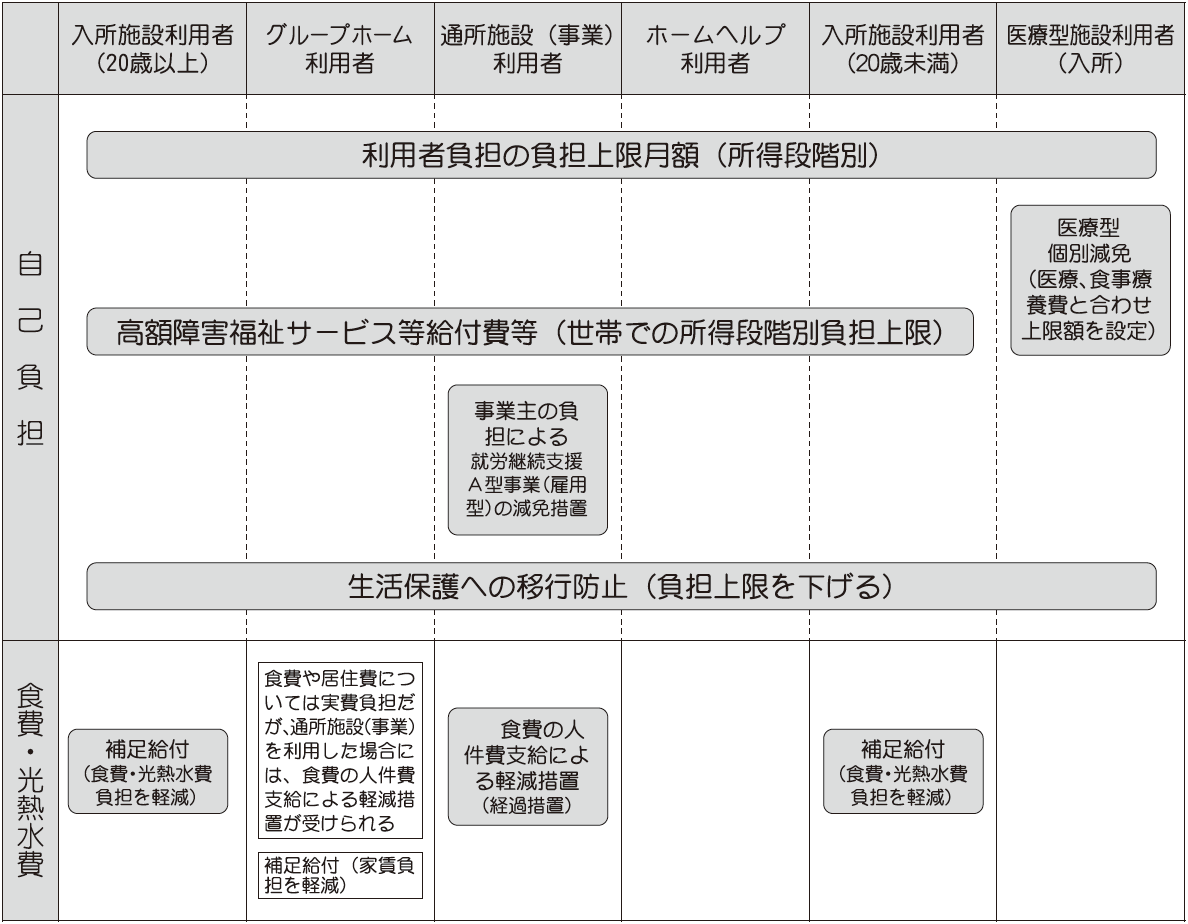 入所施設利用者
（20歳以上）
グループホーム
利用者
通所施設（事業）
利用者
ホームヘルプ
利用者
入所施設利用者
（20歳未満）
医療型施設利用者
（入所）
自己負担
利用者負担の負担上限月額（所得段階別）
医療型
個別減免
（医療、食事療
養費と合わせ
上限額を設定）
高額障害福祉サービス等給付費等（世帯での所得段階別負担上限）
事業主の負
担による
就労継続支援
A型事業（雇用
型）の減免措置
生活保護への移行防止（負担上限を下げる）
食費・光熱水費
補足給付
（食費・光熱水費
負担を軽減）
食費や居住費につ
いては実費負担だ
が、通所施設（事業）
を利用した場合に
は、食費の人件費
支給による軽減措
置が受けられる
補足給付（家賃負
担を軽減）
食費の人
件費支給によ
る軽減措置
（経過措置）
補足給付
（食費・光熱水費
負担を軽減）